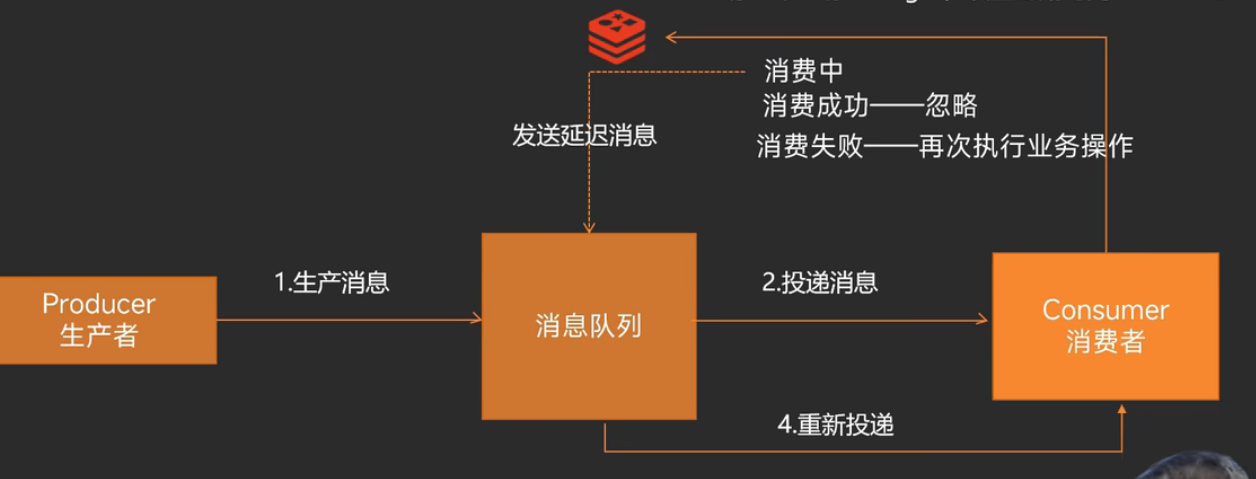 消费中
消费成功——忽略
发送延迟消息
消费失败——再次执行业务操作
1.生产消息
2.投递消息
Producer
生产者
消息队列
Consumer
消费者
4.重新投递